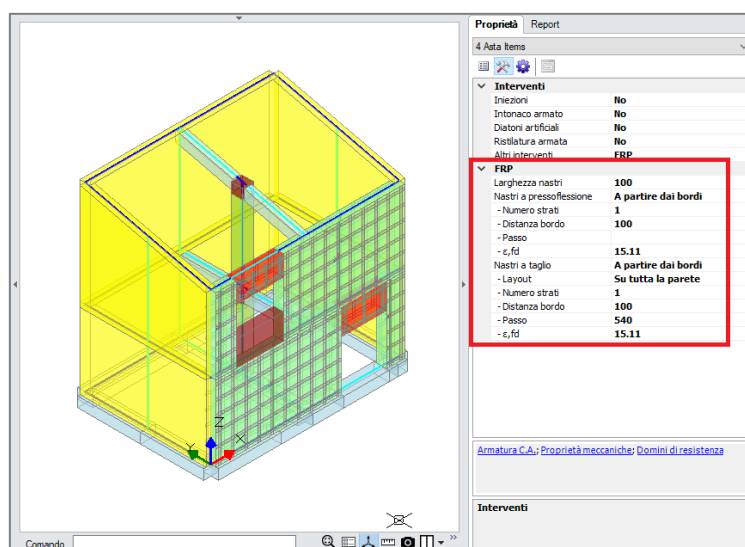 Proprietà Report
4 Asta Items
Interventi
Iniezioni No
Intonaco armato No
Diatoni artificiali No
Ristilatura armata No
Altri interventi FRP
FRP
Larghezza nastri 100
Nastri a pressoflessione A partire dai bordi
- Numero strati 1
- Distanza bordo 100
- Passo
- ε,fd 15.11
Nastri a taglio A partire dai bordi
- Layout Su tutta la parete
- Numero strati 1
- Distanza bordo 100
- Passo 540
- ε,fd 15.11
Z
Y X
Armatura C.A.; Proprietà meccaniche; Domini di resistenza
Interventi
Comando